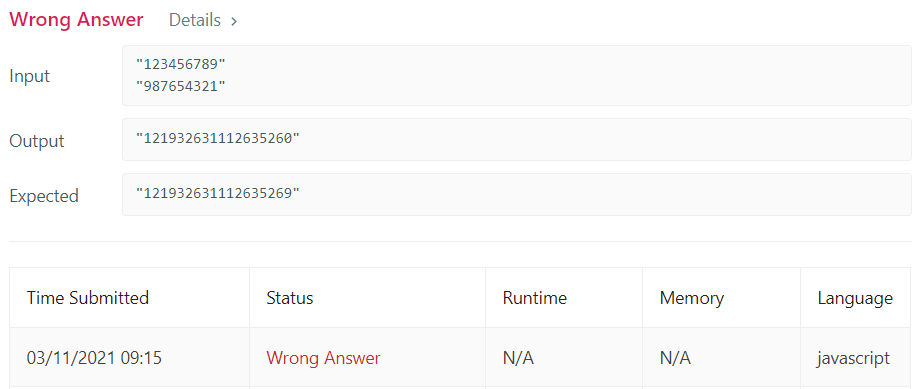 Wrong Answer Details >
Input "123456789"
"987654321"
Output "121932631112635260"
Expected "121932631112635269"
Time Submitted Status Runtime Memory Language
03/11/2021 09:15 Wrong Answer N/A N/A javascript